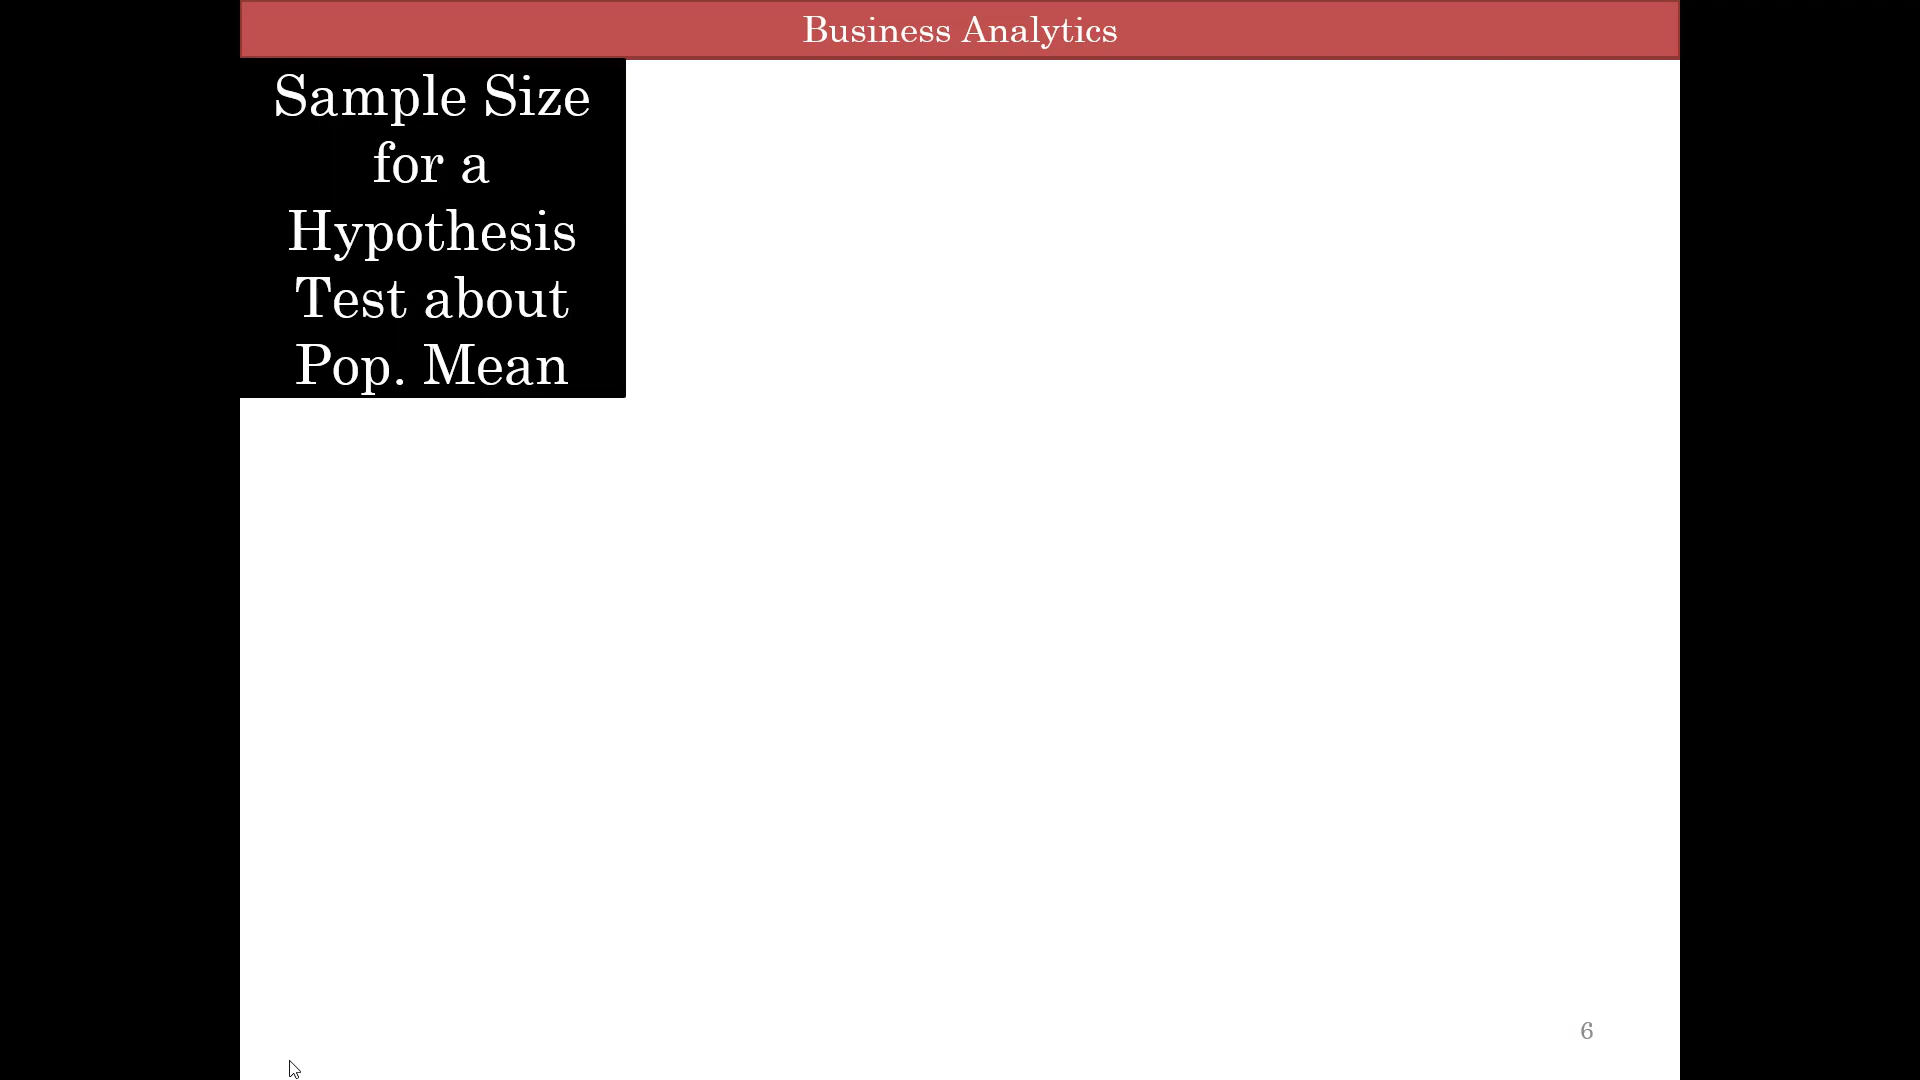 Business Analytics
Sample Size
for a
Hypothesis
Test about
Pop. Mean
6